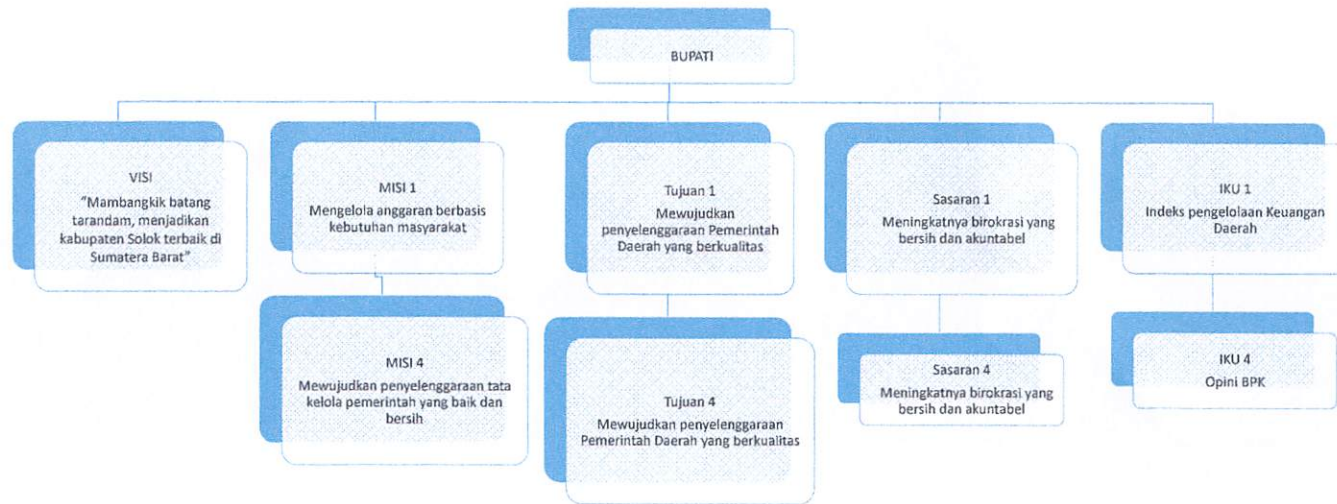 BUPATI
VISI
"Mambangkik batang
tarandam, menjadikan
kabupaten Solok terbaik di
Sumatera Barat"
MISI 1
Mengelola anggaran berbasis
kebutuhan masyarakat
Tujuan 1
Mewujudkan
penyelenggaraan Pemerintah
Daerah yang berkualitas
Sasaran 1
Meningkatnya birokrasi yang
bersih dan akuntabel
IKU 1
Indeks pengelolaan Keuangan
Daerah
MISI 4
Mewujudkan penyelenggaraan tata
kelola pemerintah yang baik dan
bersih
Tujuan 4
Mewujudkan penyelenggaraan
Pemerintah Daerah yang berkualitas
Sasaran 4
Meningkatnya birokrasi yang
bersih dan akuntabel
IKU 4
Opini BPK